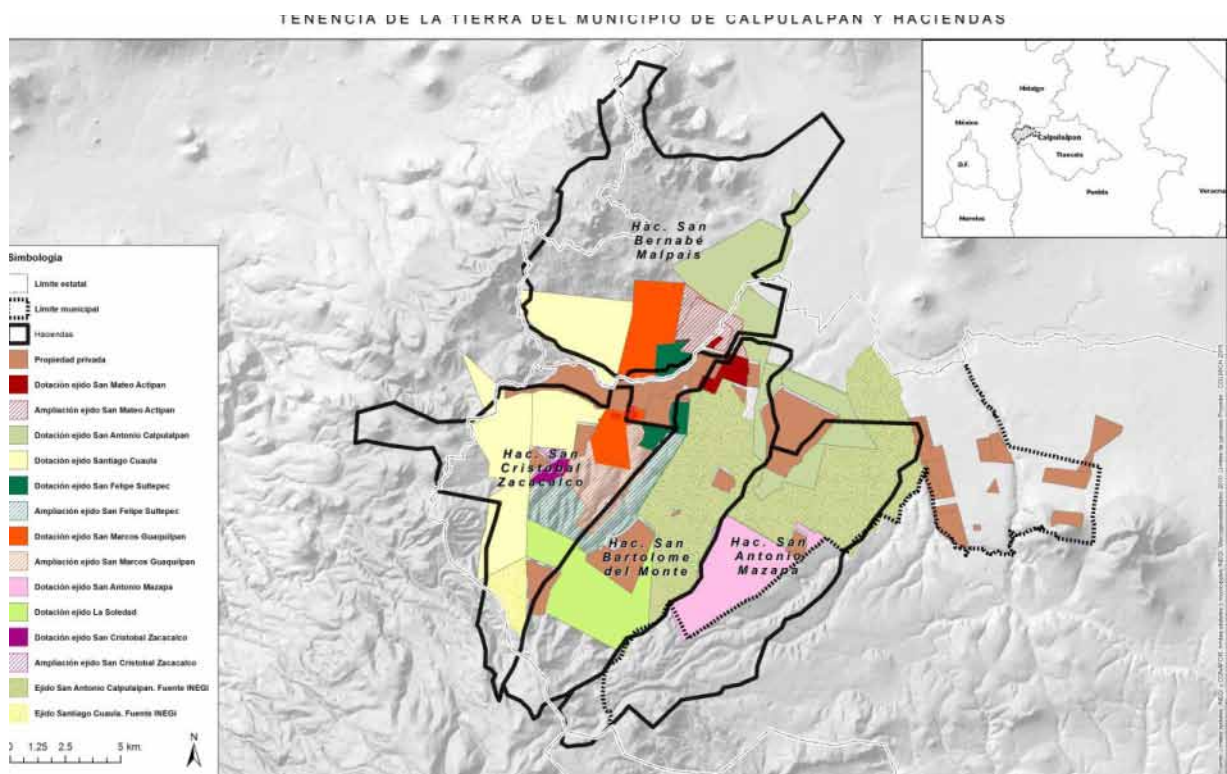 TENENCIA DE LA TIERRA DEL MUNICIPIO DE CALPULALPAN Y HACIENDAS
Hidalgo
México
Calpulalpan
Tlaxcala
D.F.
Puebla
Veracru
Morelos
Hac. San
Bernabé
Malpais
Hac. San
Cristobal
Zacacalco
Hac. San
Bartolome
del Monte
Hac. San
Antonio
Mazapa
Simbología
Límite estatal
Límite municipal
Haciendas
Propiedad privada
Dotación ejido San Mateo Actipan
Ampliación ejido San Mateo Actipan
Dotación ejido San Antonio Calpulalpan
Dotación ejido Santiago Cuaula
Dotación ejido San Felipe Sultepec
Ampliación ejido San Felipe Sultepec
Dotación ejido San Marcos Guaquilpan
Ampliación ejido San Marcos Guaquilpan
Dotación ejido San Antonio Mazapa
Dotación ejido La Soledad
Dotación ejido San Cristobal Zacacalco
Ampliación ejido San Cristobal Zacacalco
Ejido San Antonio Calpulalpan. Fuente INEGI
Ejido Santiago Cuaula. Fuente INEGI
0 1.25 2.5 5 km.
N